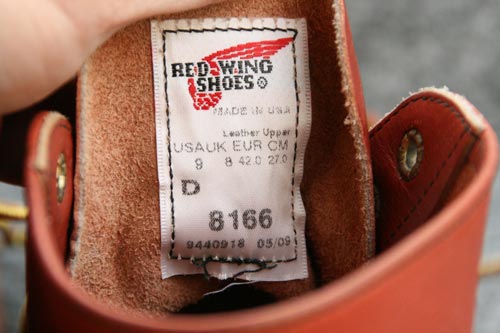 RED WING
SHOES®
MADE IN USA
Leather Upper
USA UK EUR CM
9 8 42.0 27.0
D
8166
9440918 05/09